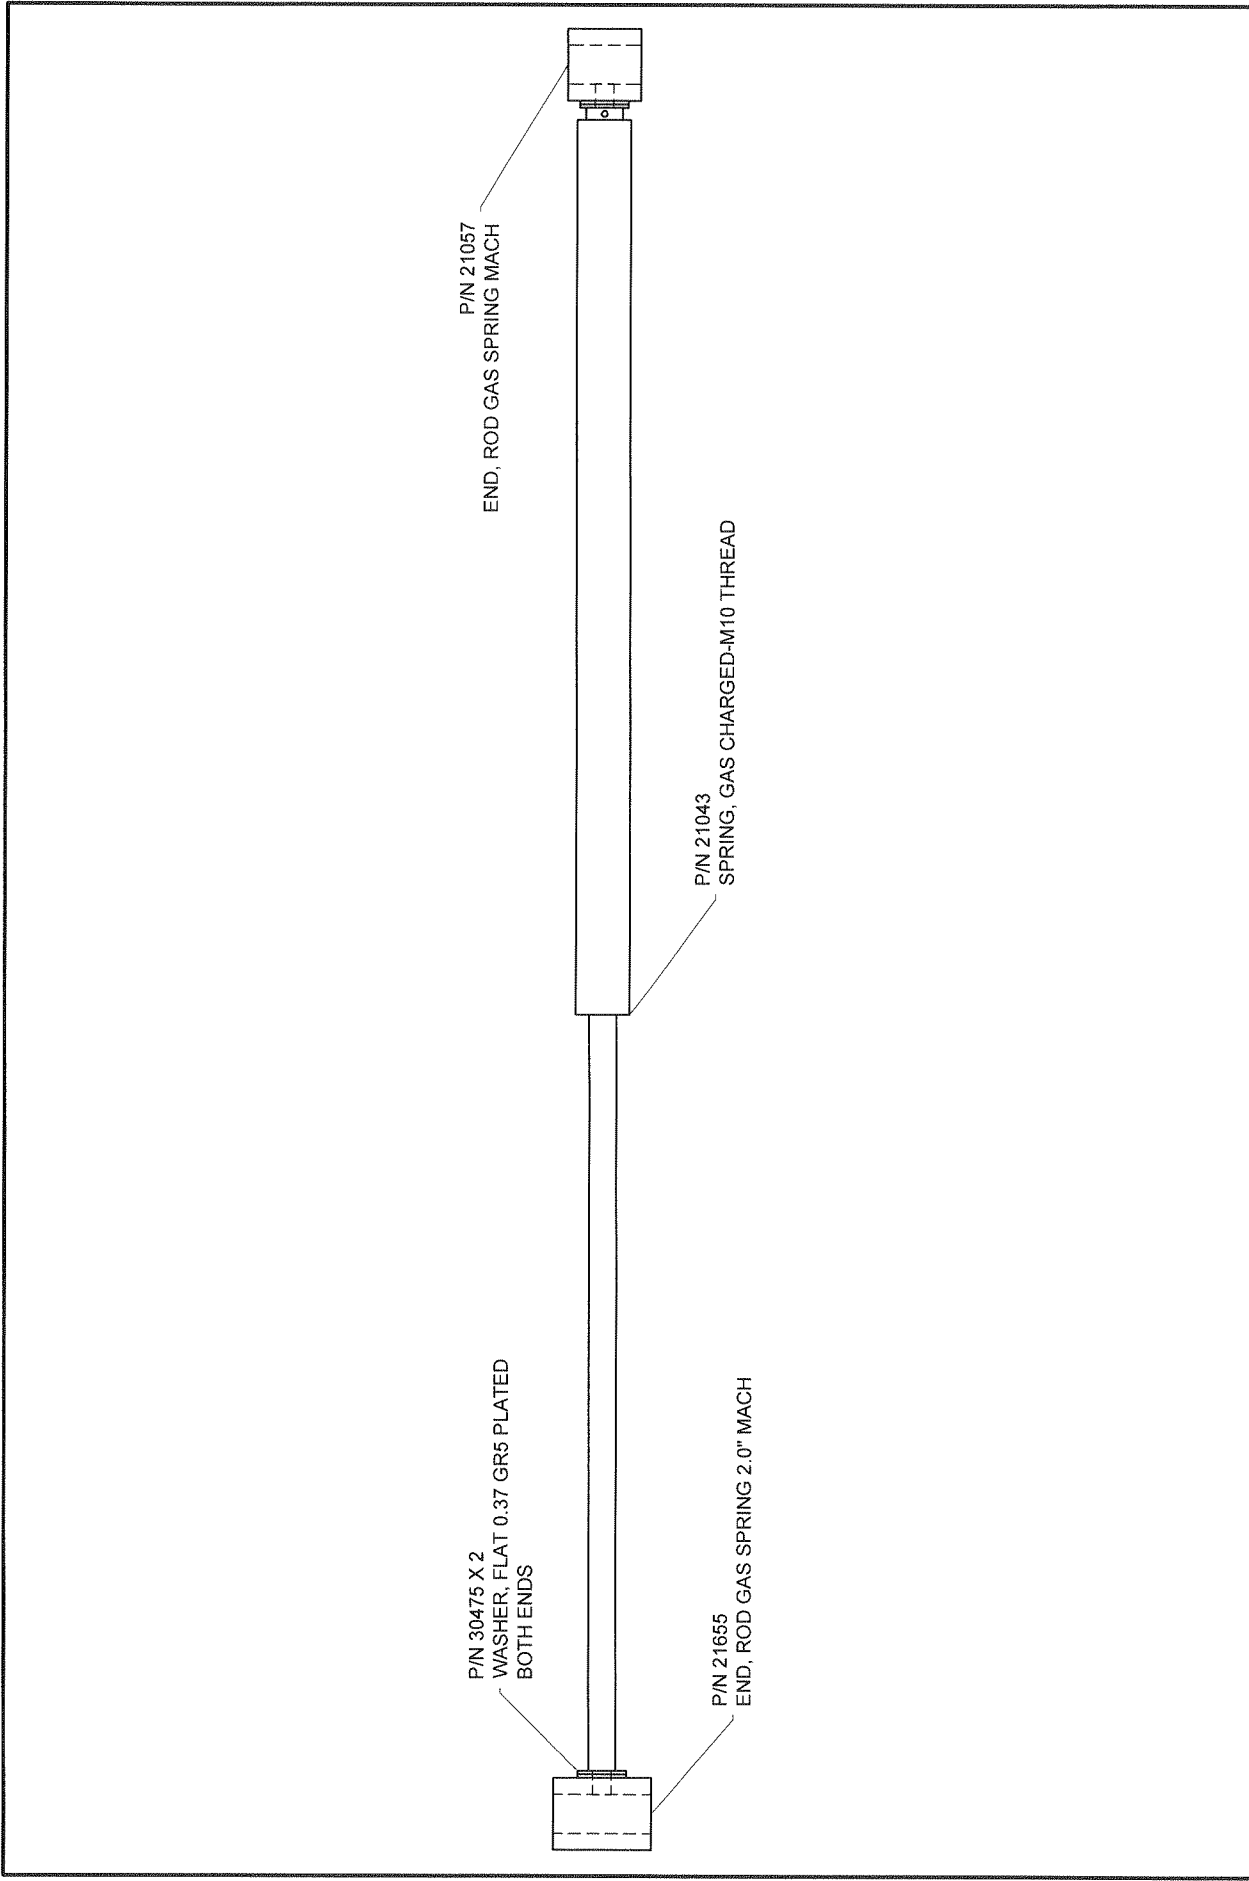 P/N 30475 X 2
WASHER, FLAT 0.37 GR5 PLATED
BOTH ENDS
P/N 21057
END, ROD GAS SPRING MACH
P/N 21655
END, ROD GAS SPRING 2.0" MACH
P/N 21043
SPRING, GAS CHARGED-M10 THREAD